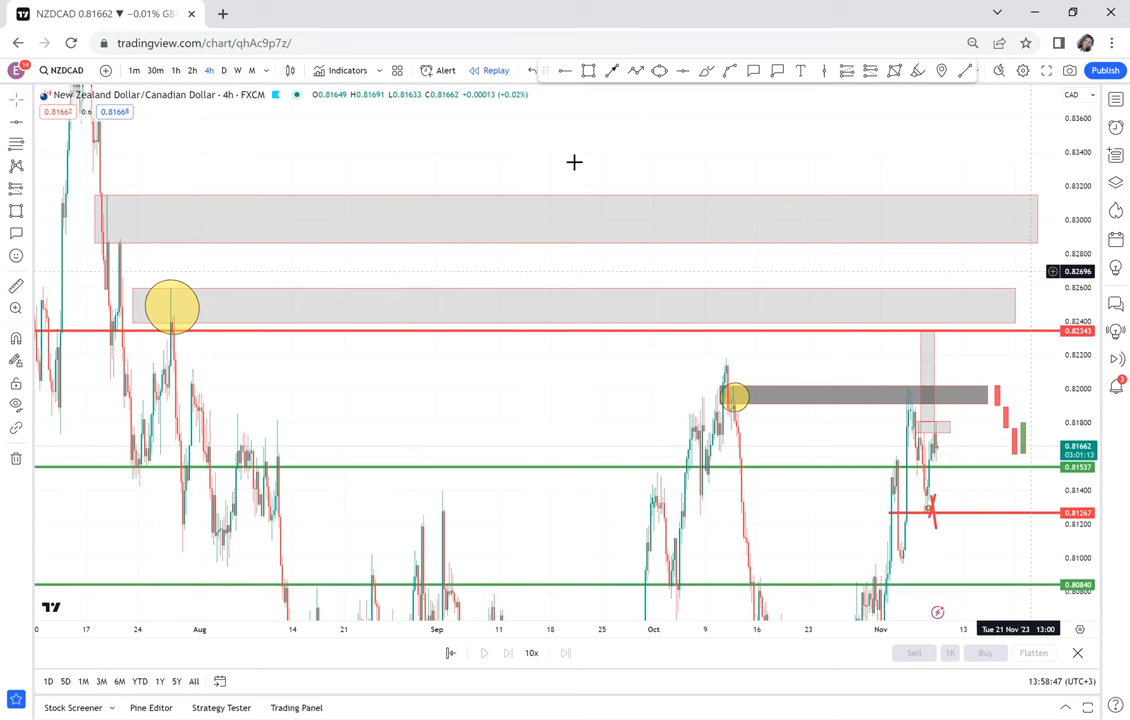 NZDCAD 0.81662 ▼ −0.01% GB
tradingview.com/chart/qhAc9p7z/
E 14 NZDCAD 1m 30m 1h 2h 4h D W M Indicators Alert Replay Publish
New Zealand Dollar/Canadian Dollar · 4h · FXCM O0.81649 H0.81691 L0.81633 C0.81662 +0.00013 (+0.02%) CAD
0.81662 0.6 0.81668
0.83600
0.83400
0.83200
0.83000
0.82800
0.82696
0.82600
0.82400
0.82343
0.82200
0.82000
0.81800
0.81662
03:01:13
0.81537
0.81400
0.81267
0.81200
0.81000
0.80840
0.80800
0 17 24 Aug 14 21 Sep 11 18 25 Oct 9 16 23 Nov 13 Tue 21 Nov '23 13:00
10x Sell 1K Buy Flatten
1D 5D 1M 3M 6M YTD 1Y 5Y All 13:58:47 (UTC+3)
Stock Screener Pine Editor Strategy Tester Trading Panel
3